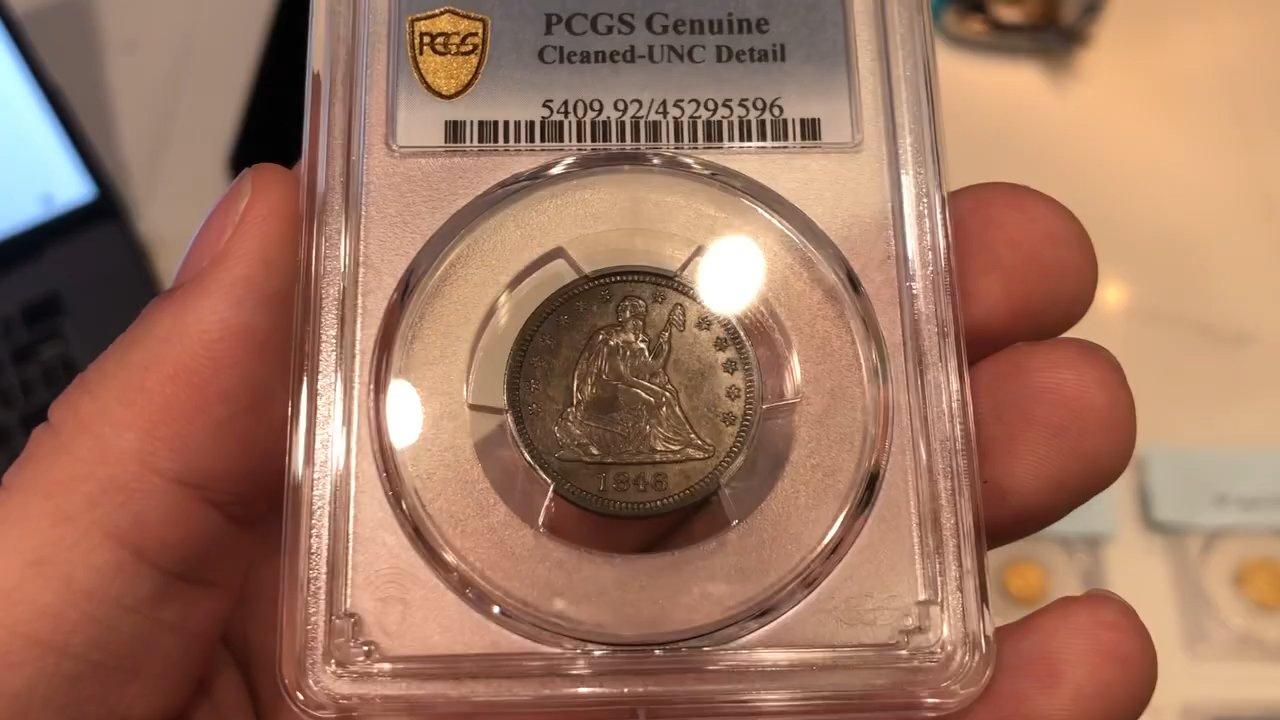 PCGS
PCGS Genuine
Cleaned-UNC Detail
5409.92/45295596
1846